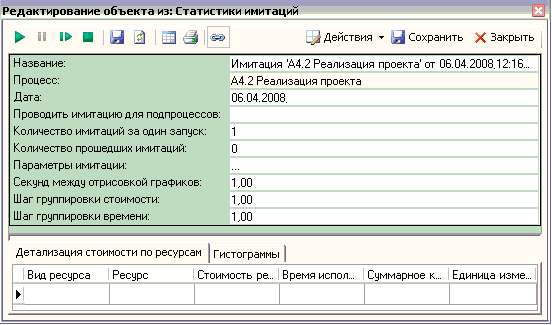 Редактирование объекта из: Статистики имитаций
Действия Сохранить Закрыть
Название: Имитация 'А4.2 Реализация проекта' от 06.04.2008,12:16...
Процесс: А4.2 Реализация проекта
Дата: 06.04.2008,
Проводить имитацию для подпроцессов:
Количество имитаций за один запуск: 1
Количество прошедших имитаций: 0
Параметры имитации: ...
Секунд между отрисовкой графиков: 1,00
Шаг группировки стоимости: 1,00
Шаг группировки времени: 1,00
Детализация стоимости по ресурсам Гистограммы
Вид ресурса Ресурс Стоимость ре... Время испол... Суммарное к... Единица изме...